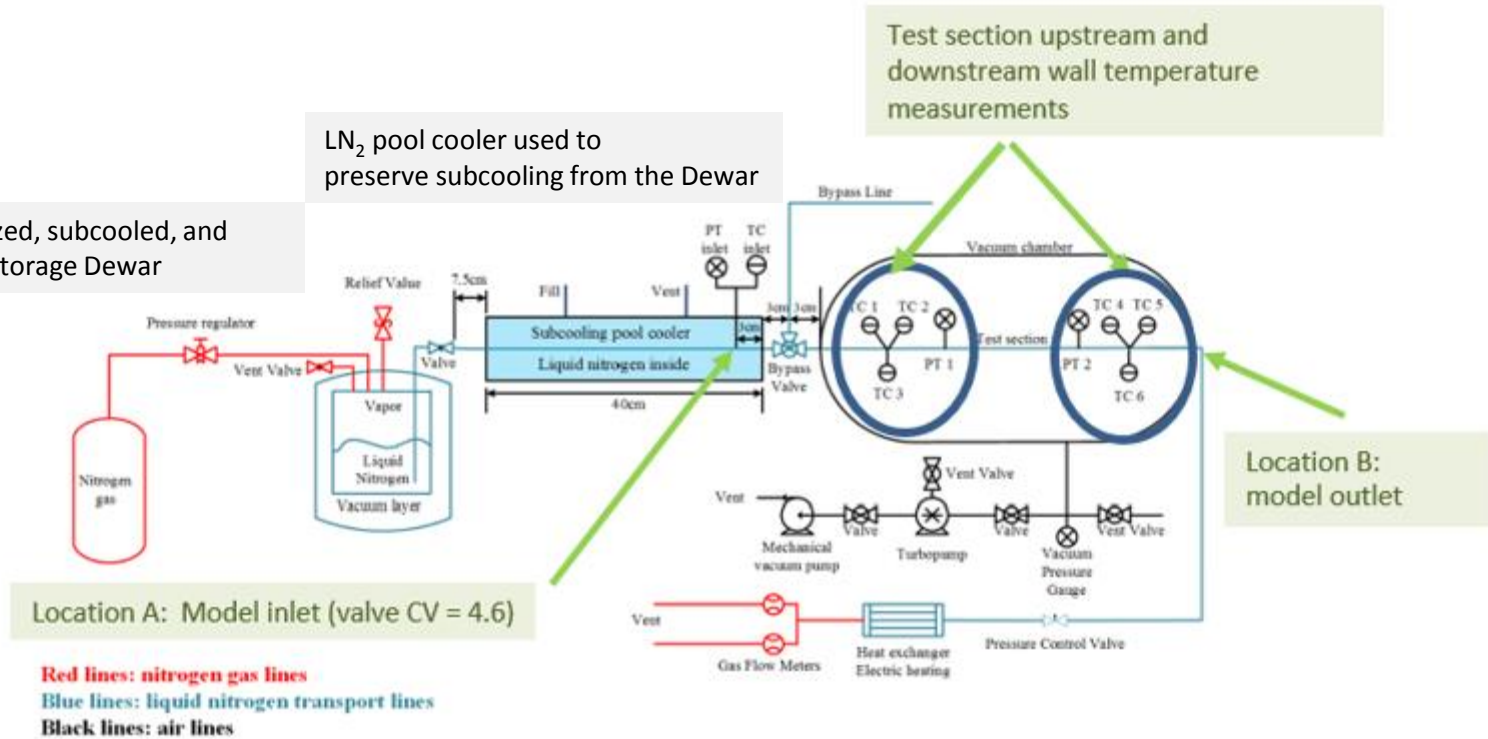 Test section upstream and
downstream wall temperature
measurements
LN2 pool cooler used to
preserve subcooling from the Dewar
zed, subcooled, and
torage Dewar
Bypass Line
PT inlet
TC inlet
Vacuum chamber
Relief Value
7.5cm
Fill
Vent
3cm
3cm
3cm
Pressure regulator
Vent Valve
Valve
Subcooling pool cooler
Liquid nitrogen inside
Bypass
Valve
40cm
TC 1
TC 2
TC 3
PT 1
Test section
PT 2
TC 4
TC 5
TC 6
Vapor
Liquid
Nitrogen
Vacuum layer
Nitrogen
gas
Location B:
model outlet
Vent
Vent Valve
Mechanical
vacuum pump
Valve
Turbopump
Valve
Vacuum
Pressure
Gauge
Vent Valve
Location A: Model inlet (valve CV = 4.6)
Vent
Gas Flow Meters
Heat exchanger
Electric heating
Pressure Control Valve
Red lines: nitrogen gas lines
Blue lines: liquid nitrogen transport lines
Black lines: air lines